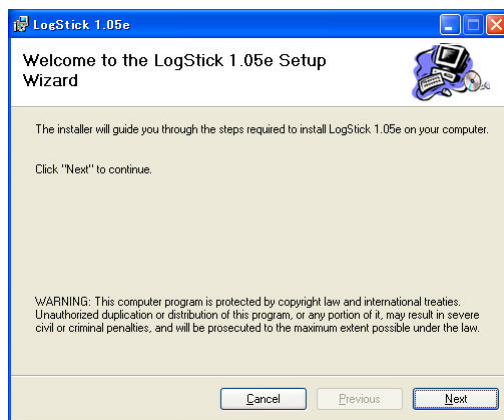 LogStick 1.05e
Welcome to the LogStick 1.05e Setup
Wizard
The installer will guide you through the steps required to install LogStick 1.05e on your computer.
Click "Next" to continue.
WARNING: This computer program is protected by copyright law and international treaties.
Unauthorized duplication or distribution of this program, or any portion of it, may result in severe
civil or criminal penalties, and will be prosecuted to the maximum extent possible under the law.
Cancel Previous Next